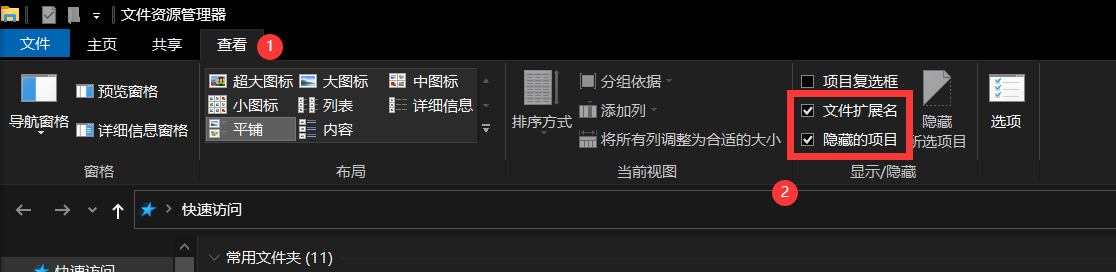 文件资源管理器
文件 主页 共享 查看 1
导航窗格 预览窗格 详细信息窗格
窗格
超大图标 大图标 中图标
小图标 列表 详细信息
平铺 内容
布局
排序方式 分组依据
添加列
将所有列调整为合适的大小
当前视图
项目复选框
文件扩展名
隐藏的项目
隐藏
所选项目
显示/隐藏
选项
2
快速访问
快速访问
常用文件夹 (11)